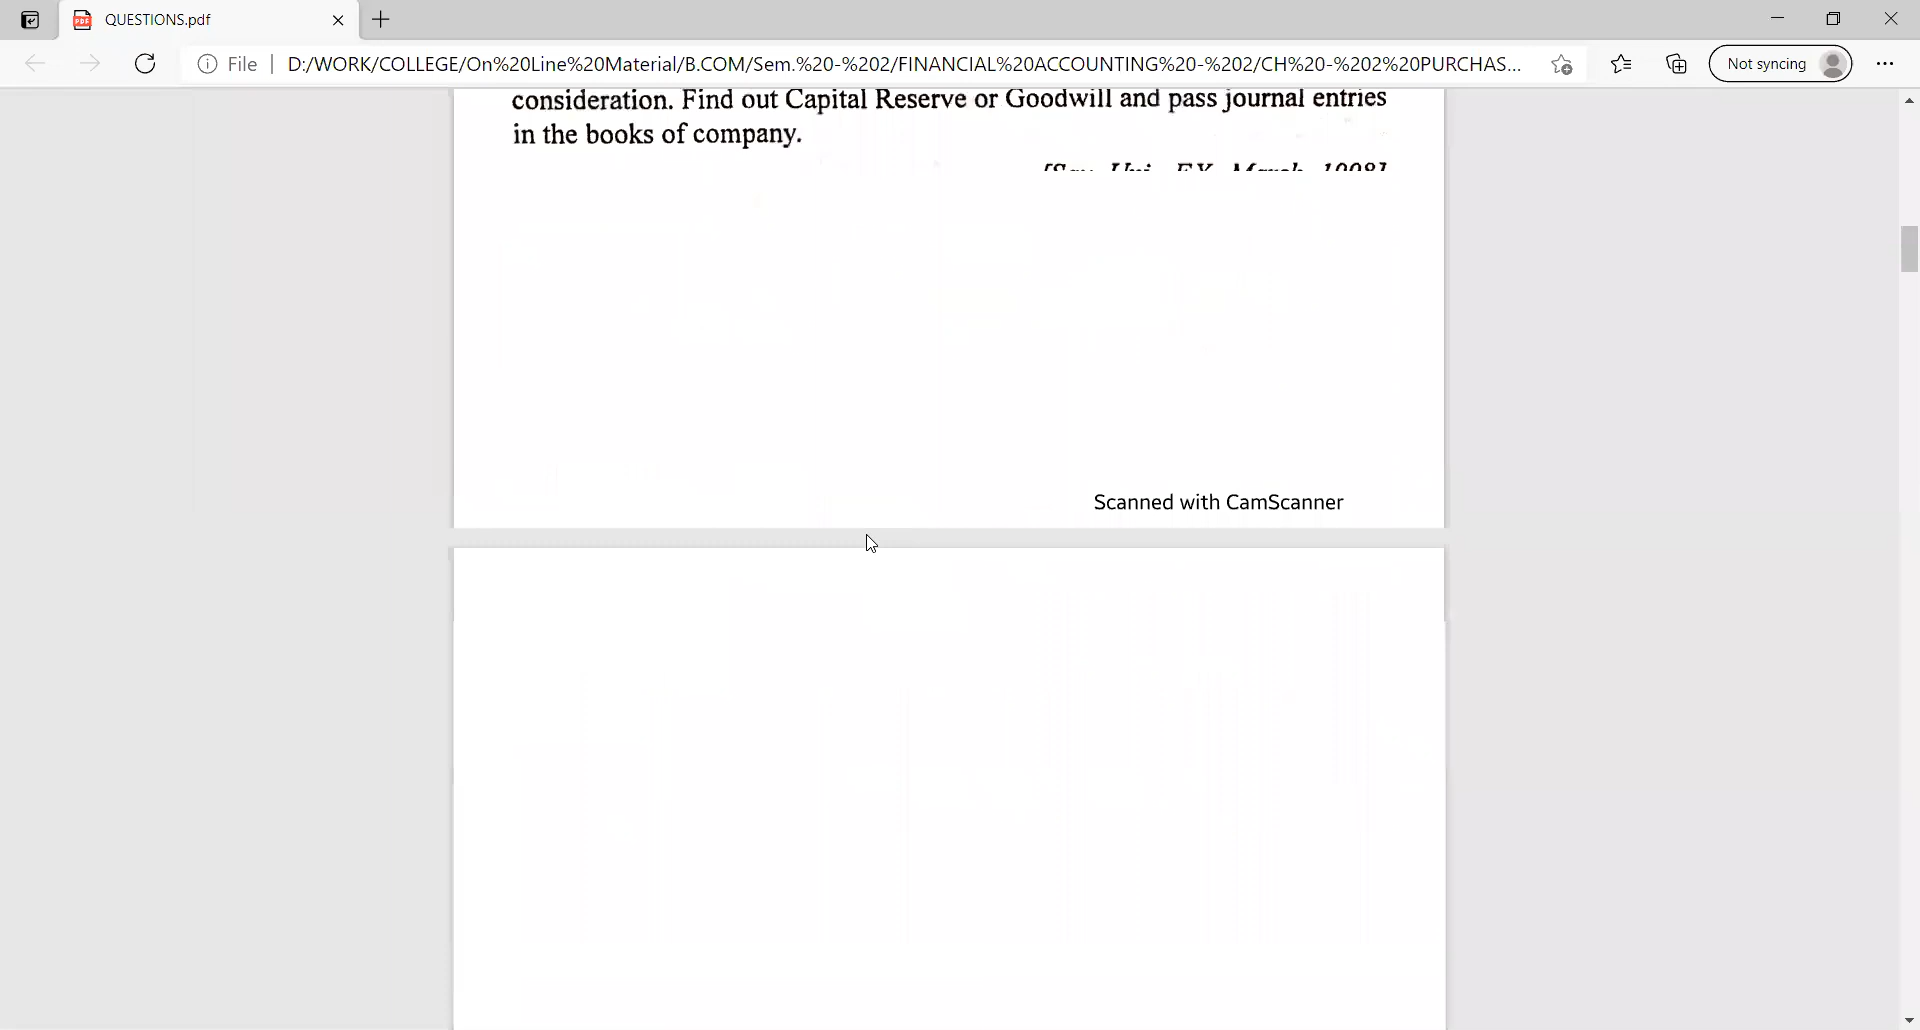 QUESTIONS.pdf
File
D:/WORK/COLLEGE/On%20Line%20Material/B.COM/Sem.%20-%202/FINANCIAL%20ACCOUNTING%20-%202/CH%20-%202%20PURCHAS...
Not syncing
consideration. Find out Capital Reserve or Goodwill and pass journal entries
in the books of company.
Scanned with CamScanner